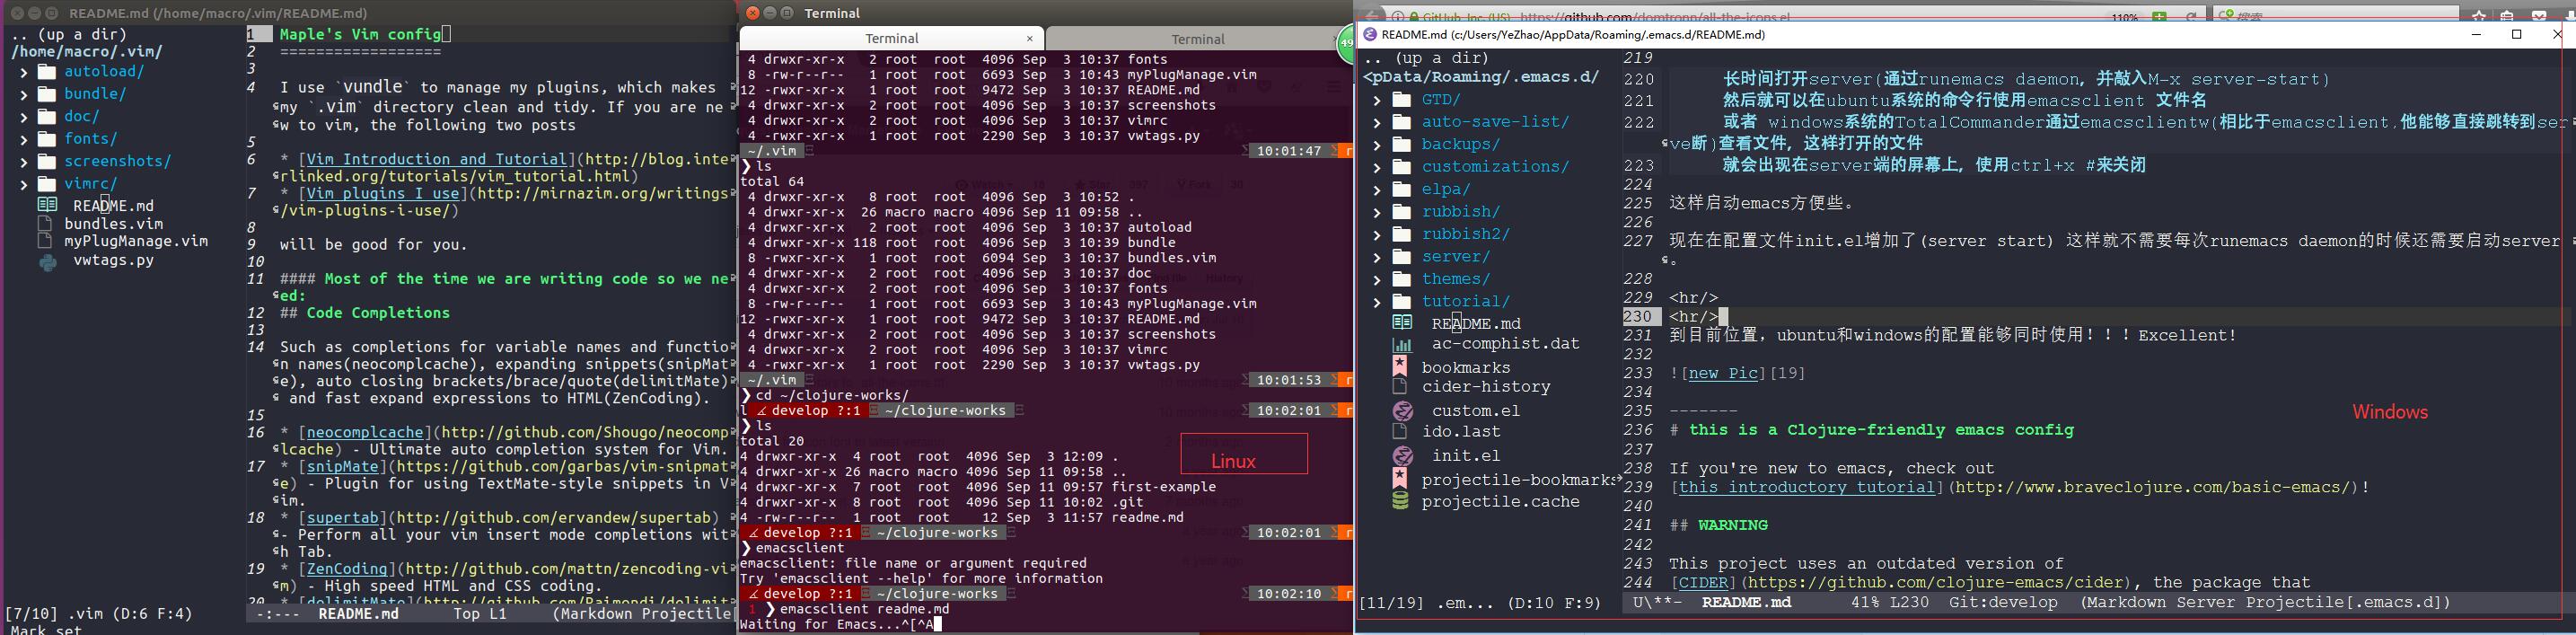 README.md (/home/macro/.vim/README.md)
.. (up a dir)
/home/macro/.vim/
autoload/
bundle/
doc/
fonts/
screenshots/
vimrc/
README.md
bundles.vim
myPlugManage.vim
vwtags.py
[7/10] .vim (D:6 F:4)
Mark set
1 Maple's Vim config
2 ==================
3
4 I use `vundle` to manage my plugins, which makes
my `.vim` directory clean and tidy. If you are ne
w to vim, the following two posts
5
6 * [Vim Introduction and Tutorial](http://blog.inte
rlinked.org/tutorials/vim_tutorial.html)
7 * [Vim plugins I use](http://mirnazim.org/writings
/vim-plugins-i-use/)
8
9 will be good for you.
10
11 #### Most of the time we are writing code so we ne
ed:
12 ## Code Completions
13
14 Such as completions for variable names and functio
n names(neocomplcache), expanding snippets(snipMat
e), auto closing brackets/brace/quote(delimitMate)
and fast expand expressions to HTML(ZenCoding).
15
16 * [neocomplcache](http://github.com/Shougo/neocomp
lcache) - Ultimate auto completion system for Vim.
17 * [snipMate](https://github.com/garbas/vim-snipmat
e) - Plugin for using TextMate-style snippets in V
im.
18 * [supertab](http://github.com/ervandew/supertab)
- Perform all your vim insert mode completions wit
h Tab.
19 * [ZenCoding](http://github.com/mattn/zencoding-vi
m) - High speed HTML and CSS coding.
20 * [delimitMate](http://github.com/Raimondi/delimit
-:--- README.md Top L1 (Markdown Projectile
Terminal
Terminal × Terminal
49
4 drwxr-xr-x 2 root root 4096 Sep 3 10:37 fonts
8 -rw-r--r-- 1 root root 6693 Sep 3 10:43 myPlugManage.vim
12 -rwxr-xr-x 1 root root 9472 Sep 3 10:37 README.md
4 drwxr-xr-x 2 root root 4096 Sep 3 10:37 screenshots
4 drwxr-xr-x 2 root root 4096 Sep 3 10:37 vimrc
4 -rwxr-xr-x 1 root root 2290 Sep 3 10:37 vwtags.py
~/.vim 10:01:47 r
❯ ls
total 64
4 drwxr-xr-x 8 root root 4096 Sep 3 10:52 .
4 drwxr-xr-x 26 macro macro 4096 Sep 11 09:58 ..
4 drwxr-xr-x 2 root root 4096 Sep 3 10:37 autoload
4 drwxr-xr-x 118 root root 4096 Sep 3 10:39 bundle
8 -rwxr-xr-x 1 root root 6094 Sep 3 10:37 bundles.vim
4 drwxr-xr-x 2 root root 4096 Sep 3 10:37 doc
4 drwxr-xr-x 2 root root 4096 Sep 3 10:37 fonts
8 -rw-r--r-- 1 root root 6693 Sep 3 10:43 myPlugManage.vim
12 -rwxr-xr-x 1 root root 9472 Sep 3 10:37 README.md
4 drwxr-xr-x 2 root root 4096 Sep 3 10:37 screenshots
4 drwxr-xr-x 2 root root 4096 Sep 3 10:37 vimrc
4 -rwxr-xr-x 1 root root 2290 Sep 3 10:37 vwtags.py
~/.vim 10:01:53 r
❯ cd ~/clojure-works/
l develop ?:1 ~/clojure-works 10:02:01 r
❯ ls
total 20
4 drwxr-xr-x 4 root root 4096 Sep 3 12:09 .
4 drwxr-xr-x 26 macro macro 4096 Sep 11 09:58 ..
4 drwxr-xr-x 7 root root 4096 Sep 11 09:57 first-example
4 drwxr-xr-x 8 root root 4096 Sep 11 10:02 .git
4 -rw-r--r-- 1 root root 12 Sep 3 11:57 readme.md
develop ?:1 ~/clojure-works 10:02:01 r
❯ emacsclient
emacsclient: file name or argument required
Try 'emacsclient --help' for more information
develop ?:1 ~/clojure-works 10:02:10 r
1 ❯ emacsclient readme.md
Waiting for Emacs...^[^A
Linux
GitHub, Inc. (US) https://github.com/domtronn/all-the-icons.el 110% 搜索
README.md (c:/Users/YeZhao/AppData/Roaming/.emacs.d/README.md)
.. (up a dir)
<pData/Roaming/.emacs.d/
GTD/
auto-save-list/
backups/
customizations/
elpa/
rubbish/
rubbish2/
server/
themes/
tutorial/
README.md
ac-comphist.dat
bookmarks
cider-history
custom.el
ido.last
init.el
projectile-bookmarks
projectile.cache
[11/19] .em... (D:10 F:9)
219
220 长时间打开server(通过runemacs daemon, 并敲入M-x server-start)
221 然后就可以在ubuntu系统的命令行使用emacsclient 文件名
222 或者 windows系统的TotalCommander通过emacsclientw(相比于emacsclient,他能够直接跳转到ser
ve断)查看文件, 这样打开的文件
223 就会出现在server端的屏幕上, 使用ctrl+x #来关闭
224
225 这样启动emacs方便些。
226
227 现在在配置文件init.el增加了(server start) 这样就不需要每次runemacs daemon的时候还需要启动server
。
228
229 <hr/>
230 <hr/>
231 到目前位置, ubuntu和windows的配置能够同时使用!!! Excellent!
232
233 ![new Pic][19]
234
235 -------
236 # this is a Clojure-friendly emacs config
237
238 If you're new to emacs, check out
239 [this introductory tutorial](http://www.braveclojure.com/basic-emacs/)!
240
241 ## WARNING
242
243 This project uses an outdated version of
244 [CIDER](https://github.com/clojure-emacs/cider), the package that
U\**- README.md 41% L230 Git:develop (Markdown Server Projectile[.emacs.d])
Windows